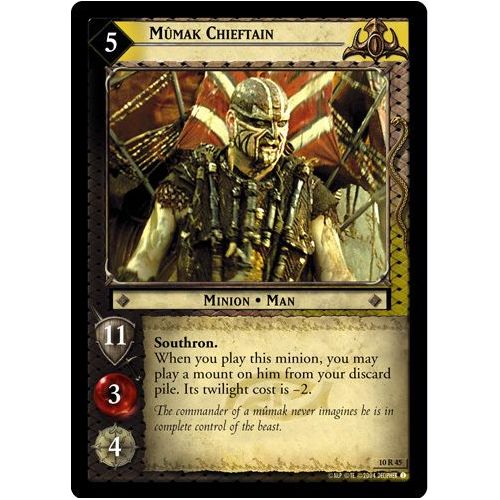 5
MÛMAK CHIEFTAIN
MINION • MAN
11
Southron.
When you play this minion, you may
play a mount on him from your discard
pile. Its twilight cost is –2.
3
The commander of a mûmak never imagines he is in
complete control of the beast.
4
10 R 45